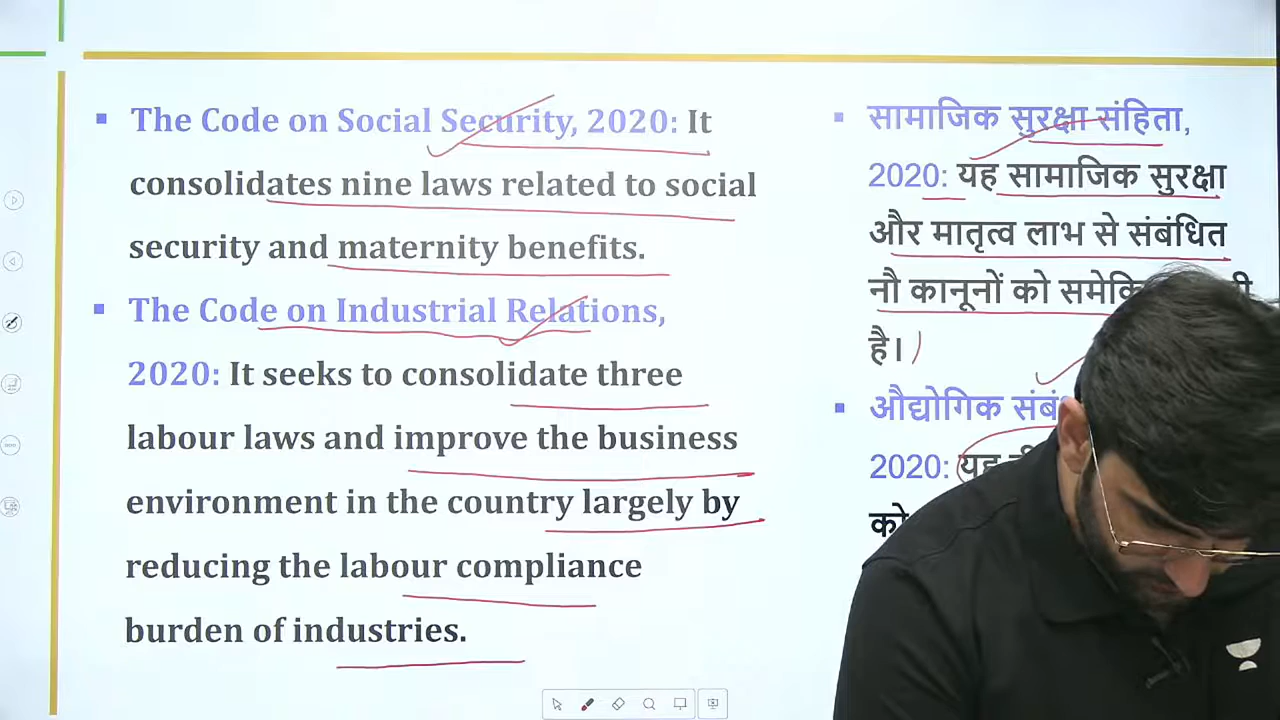 The Code on Social Security, 2020: It
consolidates nine laws related to social
security and maternity benefits.
The Code on Industrial Relations,
2020: It seeks to consolidate three
labour laws and improve the business
environment in the country largely by
reducing the labour compliance
burden of industries.
सामाजिक सुरक्षा संहिता,
2020: यह सामाजिक सुरक्षा
और मातृत्व लाभ से संबंधित
नौ कानूनों को
है।
औद्योगिक
2020: यह
को